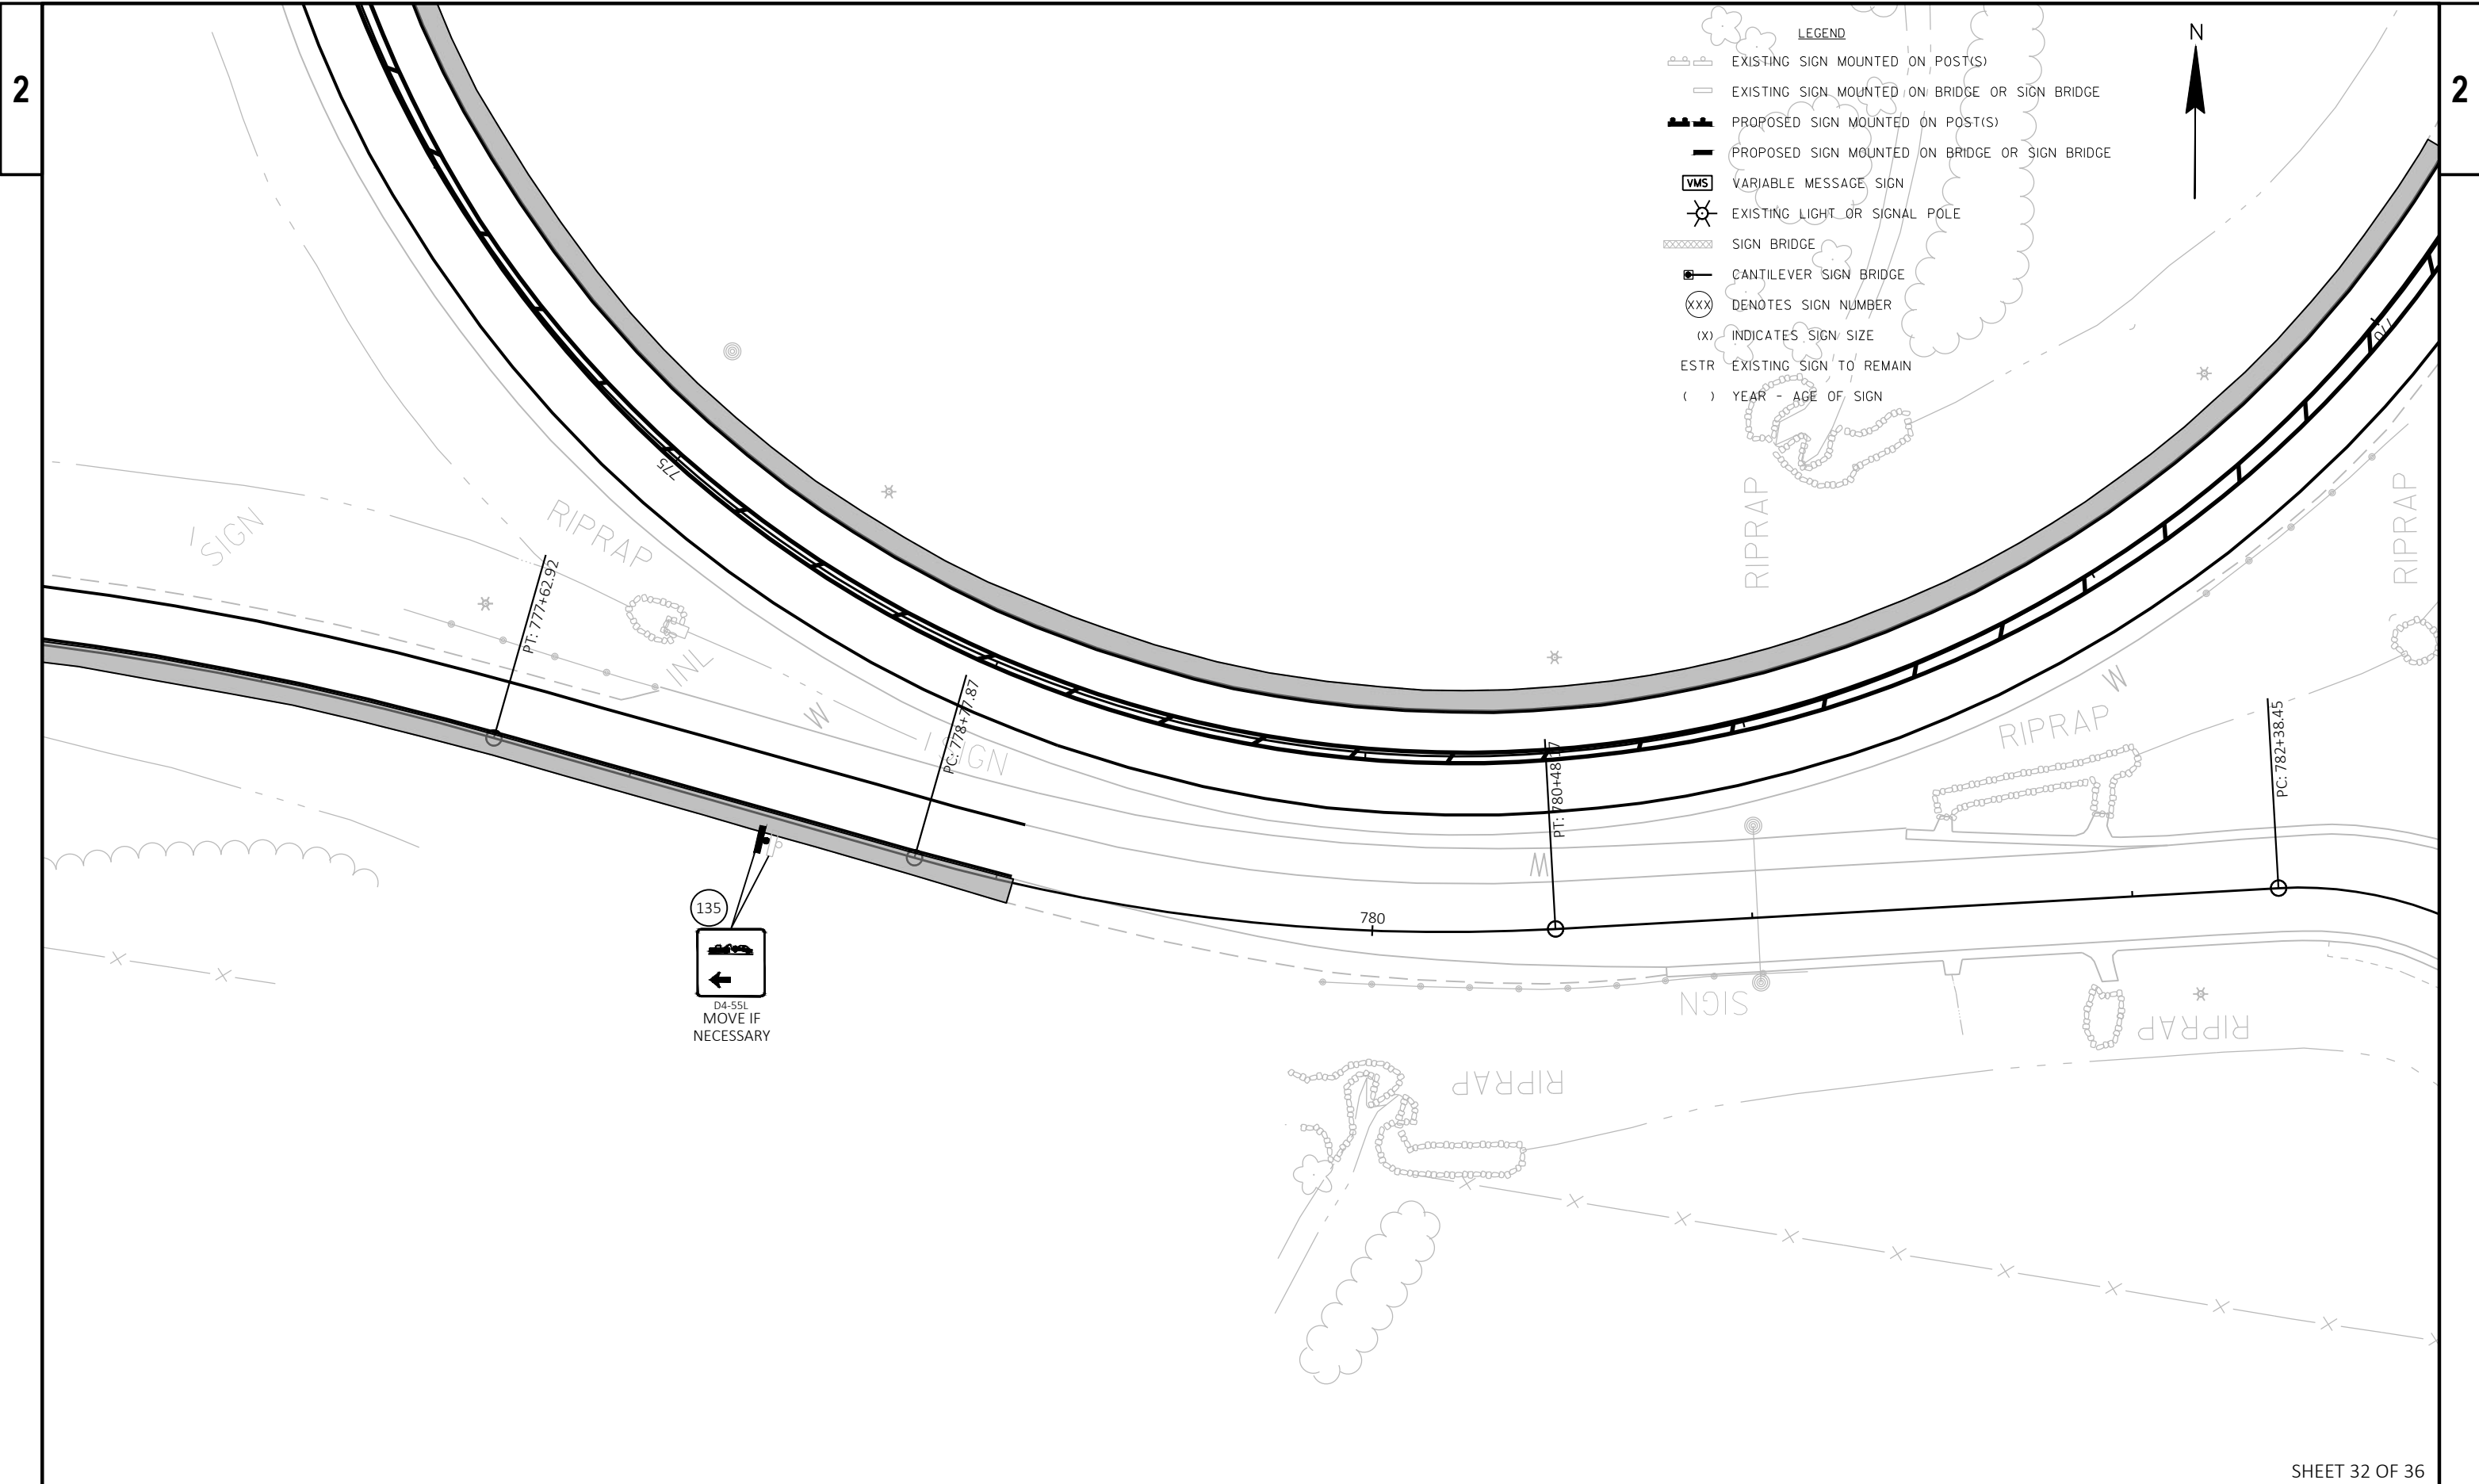 2
2
LEGEND
EXISTING SIGN MOUNTED ON POST(S)
EXISTING SIGN MOUNTED ON BRIDGE OR SIGN BRIDGE
PROPOSED SIGN MOUNTED ON POST(S)
PROPOSED SIGN MOUNTED ON BRIDGE OR SIGN BRIDGE
VMS VARIABLE MESSAGE SIGN
EXISTING LIGHT OR SIGNAL POLE
SIGN BRIDGE
CANTILEVER SIGN BRIDGE
XXX DENOTES SIGN NUMBER
(X) INDICATES SIGN SIZE
ESTR EXISTING SIGN TO REMAIN
( ) YEAR - AGE OF SIGN
N
770
775
SIGN
RIPRAP
RIPRAP
RIPRAP
PT: 777+62.92
INL
W
PC: 778+77.87
SIGN
W
RIPRAP
PC: 782+38.45
PT: 780+48.17
W
135
780
D4-55L
MOVE IF
NECESSARY
SIGN
RIPRAP
RIPRAP
SHEET 32 OF 36